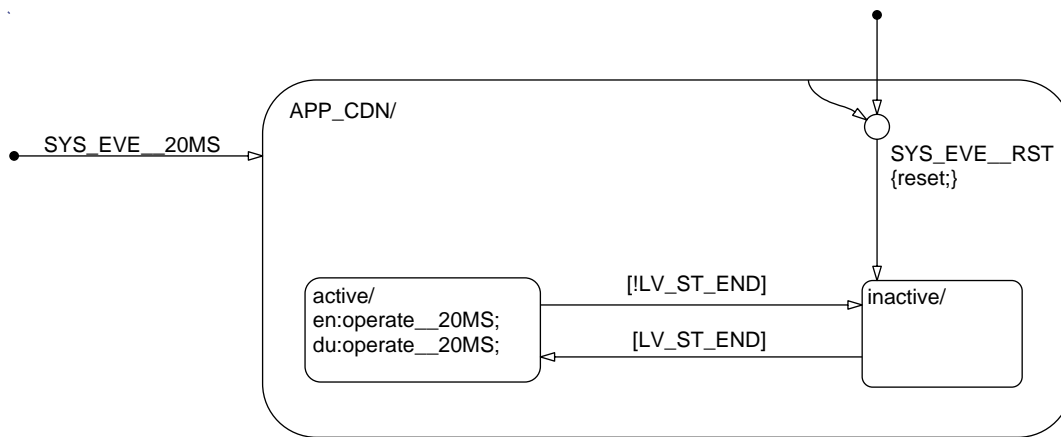 APP_CDN/
SYS_EVE__20MS
SYS_EVE__RST
{reset;}
active/
en:operate__20MS;
du:operate__20MS;
[!LV_ST_END]
[LV_ST_END]
inactive/